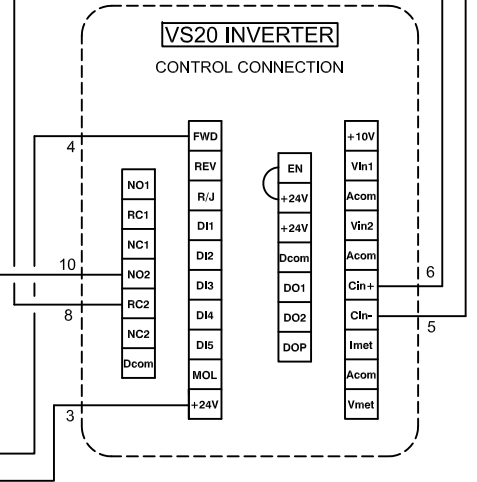 VS20 INVERTER
CONTROL CONNECTION
4
10
8
3
NO1
RC1
NC1
NO2
RC2
NC2
Dcom
FWD
REV
R/J
DI1
DI2
DI3
DI4
DI5
MOL
+24V
EN
+24V
+24V
Dcom
DO1
DO2
DOP
+10V
VIn1
Acom
Vin2
Acom
Cin+
CIn-
Imet
Acom
Vmet
6
5